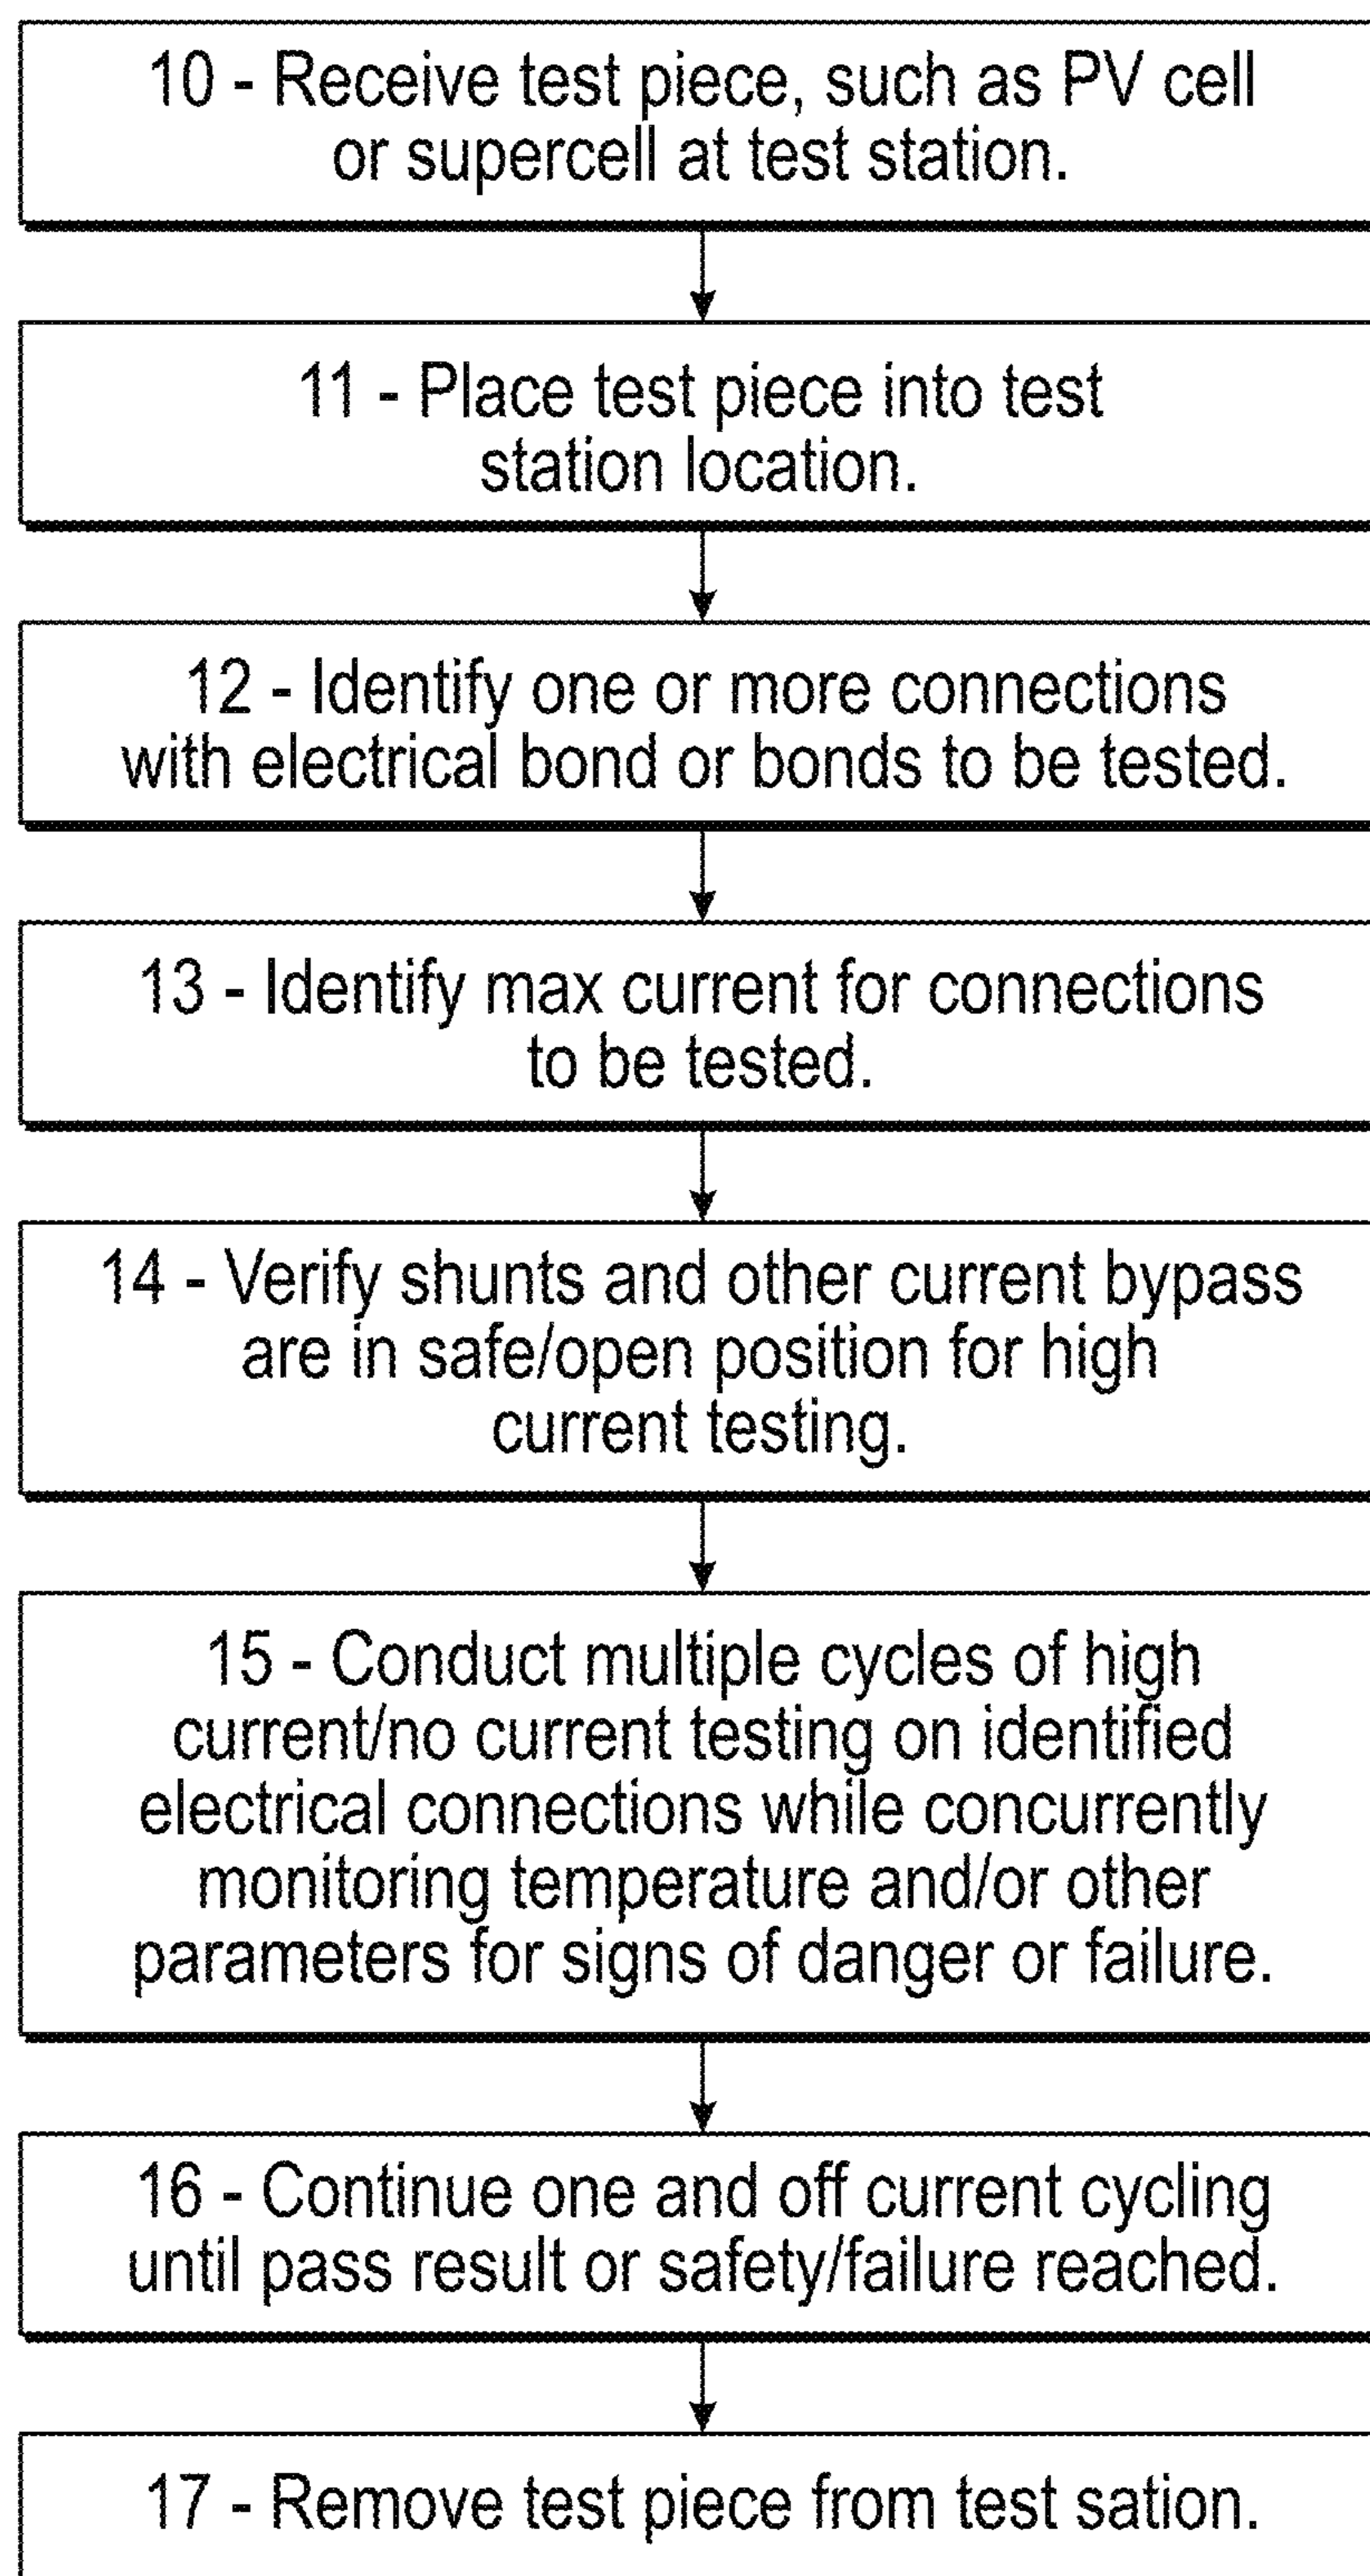 10 - Receive test piece, such as PV cell
or supercell at test station.
11 - Place test piece into test
station location.
12 - Identify one or more connections
with electrical bond or bonds to be tested.
13 - Identify max current for connections
to be tested.
14 - Verify shunts and other current bypass
are in safe/open position for high
current testing.
15 - Conduct multiple cycles of high
current/no current testing on identified
electrical connections while concurrently
monitoring temperature and/or other
parameters for signs of danger or failure.
16 - Continue one and off current cycling
until pass result or safety/failure reached.
17 - Remove test piece from test sation.